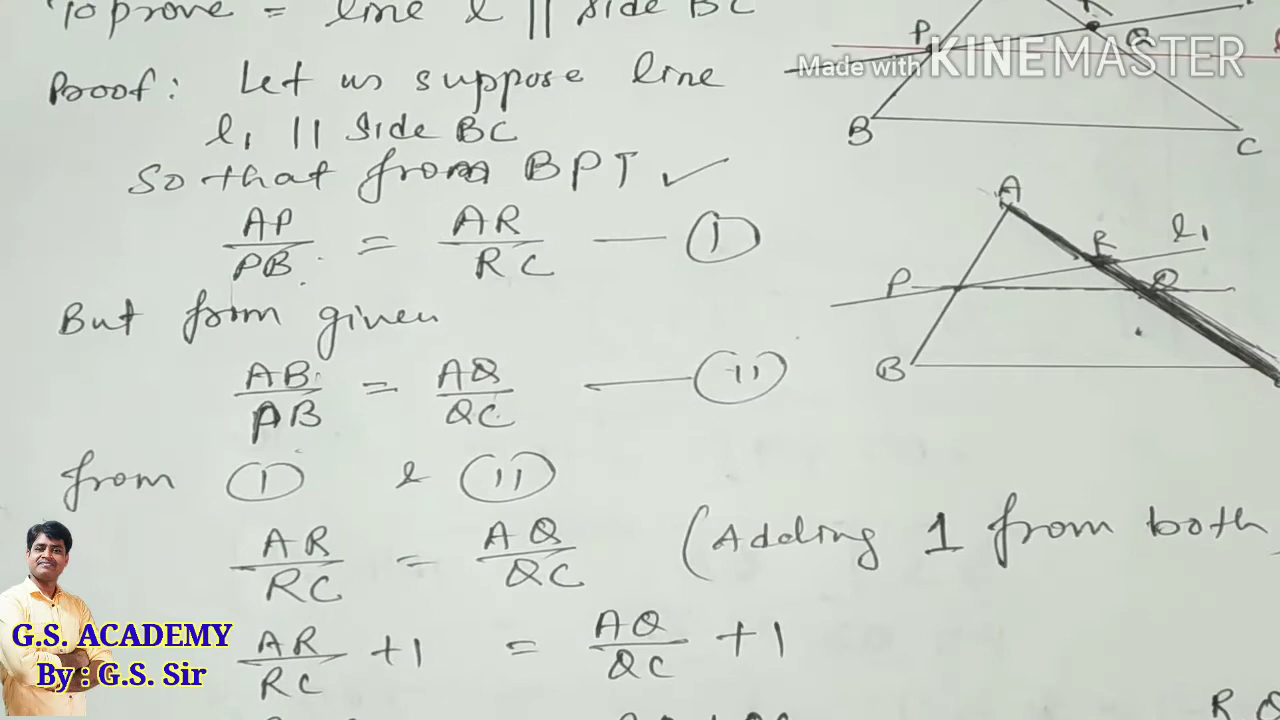 To prove = line l || side BC
Proof: Let us suppose line
l₁ || side BC
So that from BPT ✓
AP/PB = AR/RC — (I)
But from given
AB/AB = AQ/QC — (II)
from (I) & (II)
AR/RC = AQ/QC (Adding 1 from both
AR/RC +1 = AQ/QC +1
P
Q
B
C
Made with KINEMASTER
A
R
l₁
P
Q
B
G.S. ACADEMY
By : G.S. Sir
R Q